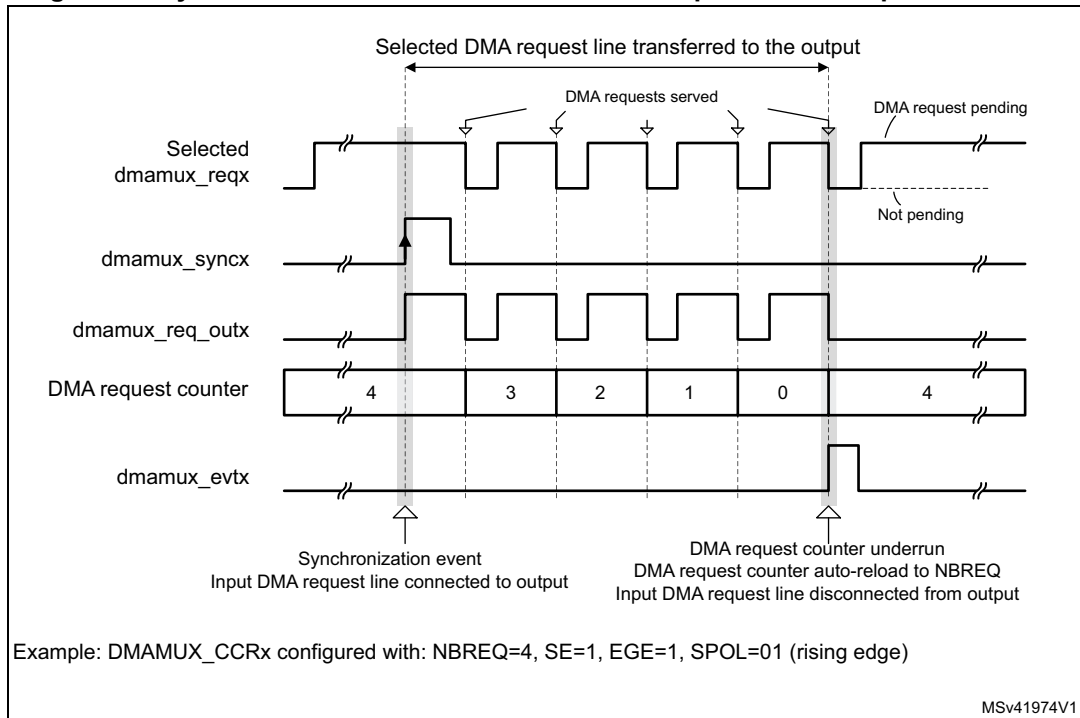 Selected DMA request line transferred to the output
DMA requests served
DMA request pending
Selected
dmamux_reqx
Not pending
dmamux_syncx
dmamux_req_outx
DMA request counter
4
3
2
1
0
4
dmamux_evtx
Synchronization event
Input DMA request line connected to output
DMA request counter underrun
DMA request counter auto-reload to NBREQ
Input DMA request line disconnected from output
Example: DMAMUX_CCRx configured with: NBREQ=4, SE=1, EGE=1, SPOL=01 (rising edge)
MSv41974V1